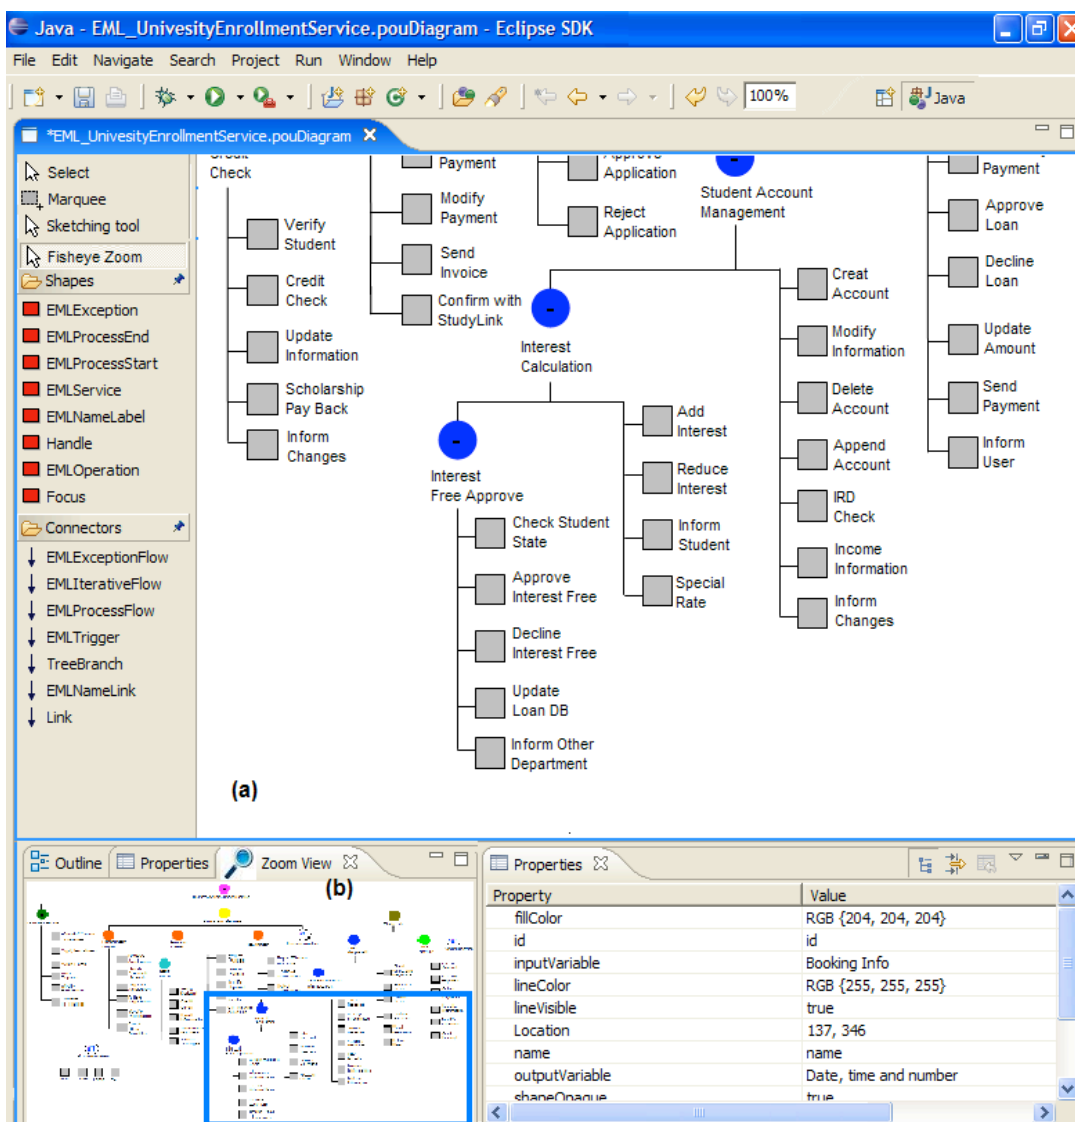 Java - EML_UnivesityEnrollmentService.pouDiagram - Eclipse SDK
File Edit Navigate Search Project Run Window Help
100%
Java
*EML_UnivesityEnrollmentService.pouDiagram
Select
Marquee
Sketching tool
Fisheye Zoom
Shapes
EMLException
EMLProcessEnd
EMLProcessStart
EMLService
EMLNameLabel
Handle
EMLOperation
Focus
Connectors
EMLExceptionFlow
EMLIterativeFlow
EMLProcessFlow
EMLTrigger
TreeBranch
EMLNameLink
Link
Credit
Check
Verify
Student
Credit
Check
Update
Information
Scholarship
Pay Back
Inform
Changes
Payment
Modify
Payment
Send
Invoice
Confirm with
StudyLink
Approve
Application
Reject
Application
-
Student Account
Management
-
Interest
Calculation
-
Interest
Free Approve
Check Student
State
Approve
Interest Free
Decline
Interest Free
Update
Loan DB
Inform Other
Department
Add
Interest
Reduce
Interest
Inform
Student
Special
Rate
Creat
Account
Modify
Information
Delete
Account
Append
Account
IRD
Check
Income
Information
Inform
Changes
Payment
Approve
Loan
Decline
Loan
Update
Amount
Send
Payment
Inform
User
(a)
Outline
Properties
Zoom View
(b)
Properties
Property Value
fillColor RGB {204, 204, 204}
id id
inputVariable Booking Info
lineColor RGB {255, 255, 255}
lineVisible true
Location 137, 346
name name
outputVariable Date, time and number
shapeOpaque true